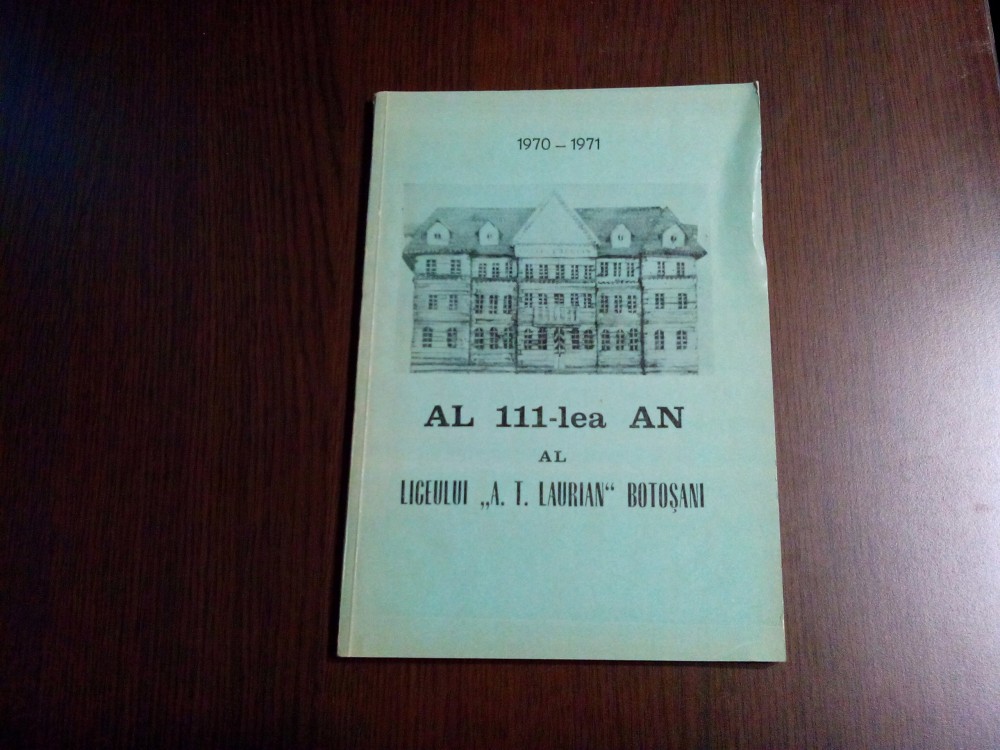 1970 – 1971
AL 111-lea AN
AL
LICEULUI „A. T. LAURIAN“ BOTOŞANI